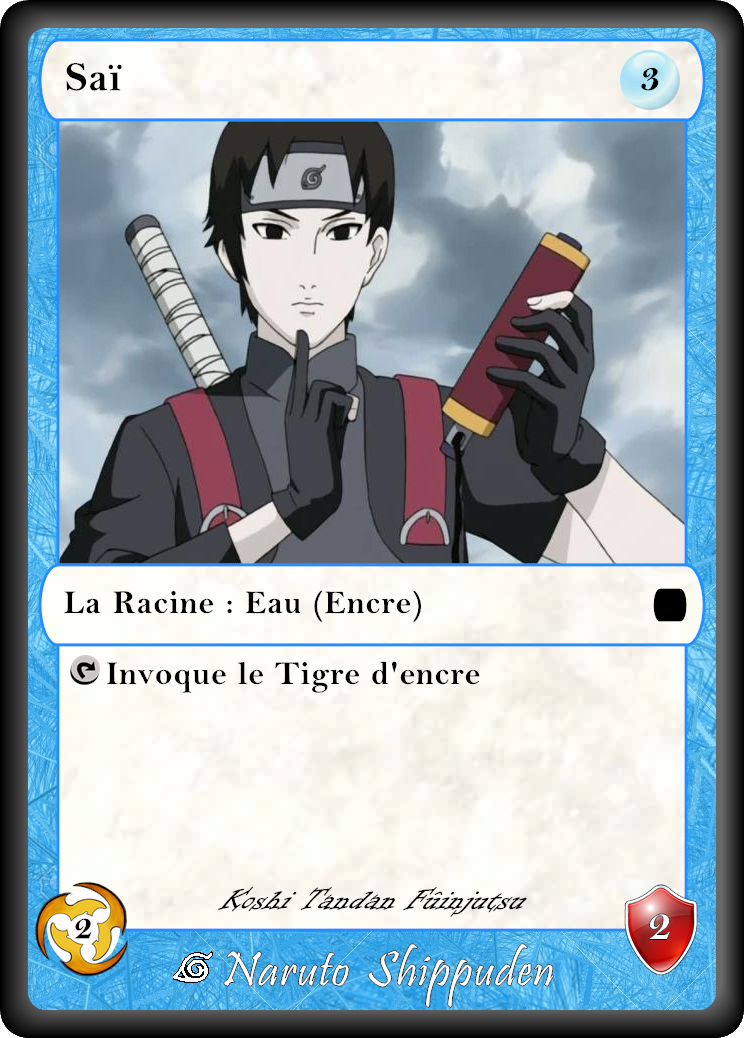 Saï
3
La Racine : Eau (Encre)
Invoque le Tigre d'encre
Koshi Tandan Fûinjutsu
2
2
Naruto Shippuden